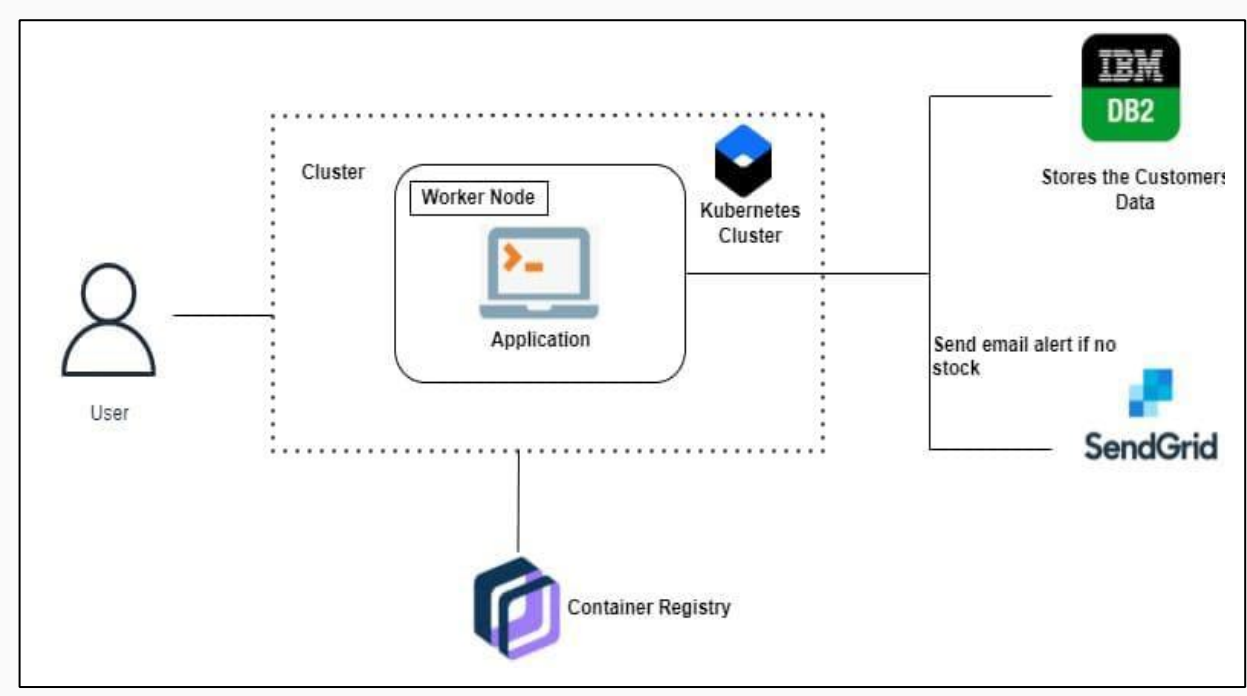 IBM
DB2
Stores the Customers
Data
Cluster
Worker Node
Kubernetes
Cluster
Application
User
Send email alert if no
stock
SendGrid
Container Registry